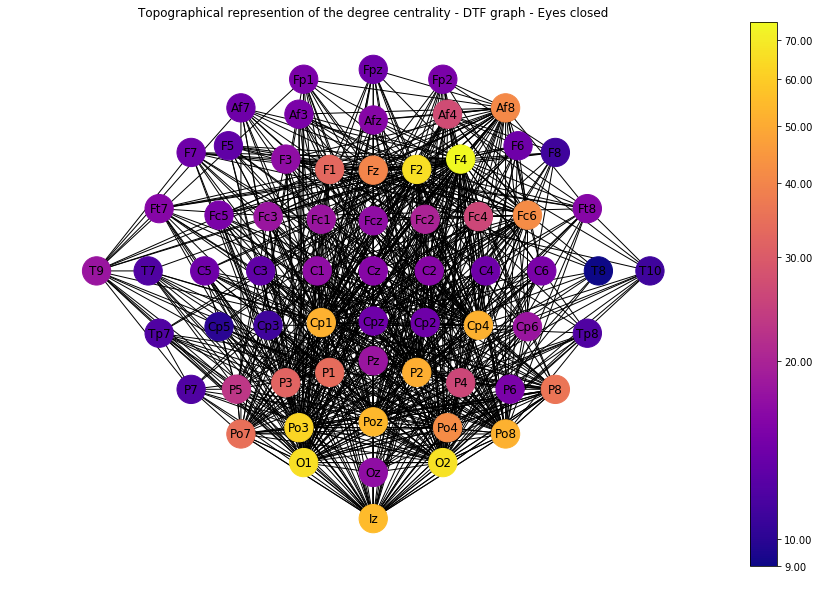 Topographical represention of the degree centrality - DTF graph - Eyes closed
Fpz
Fp1 Fp2
Af7 Af3 Afz Af4 Af8
F7 F5 F3 F1 Fz F2 F4 F6 F8
Ft7 Fc5 Fc3 Fc1 Fcz Fc2 Fc4 Fc6 Ft8
T9 T7 C5 C3 C1 Cz C2 C4 C6 T8 T10
Tp7 Cp5 Cp3 Cp1 Cpz Cp2 Cp4 Cp6 Tp8
P7 P5 P3 P1 Pz P2 P4 P6 P8
Po7 Po3 Poz Po4 Po8
O1 Oz O2
Iz
70.00
60.00
50.00
40.00
30.00
20.00
10.00
9.00